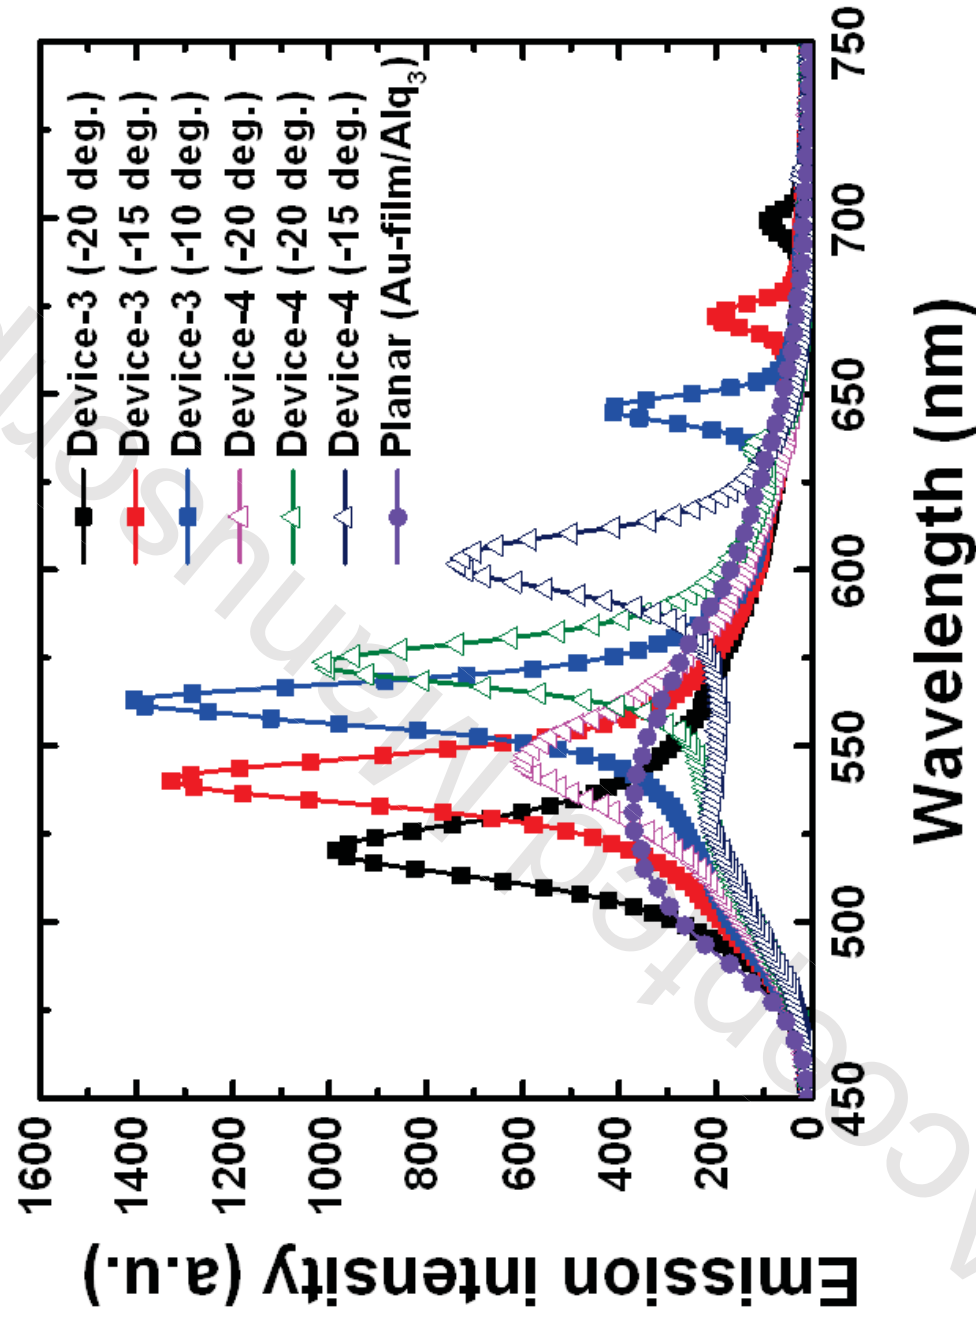 Emission intensity (a.u.)
1600
1400
1200
1000
800
600
400
200
0
Device-3 (-20 deg.)
Device-3 (-15 deg.)
Device-3 (-10 deg.)
Device-4 (-20 deg.)
Device-4 (-20 deg.)
Device-4 (-15 deg.)
Planar (Au-film/Alq₃)
450
500
550
600
650
700
750
Wavelength (nm)
Accepted Manuscript